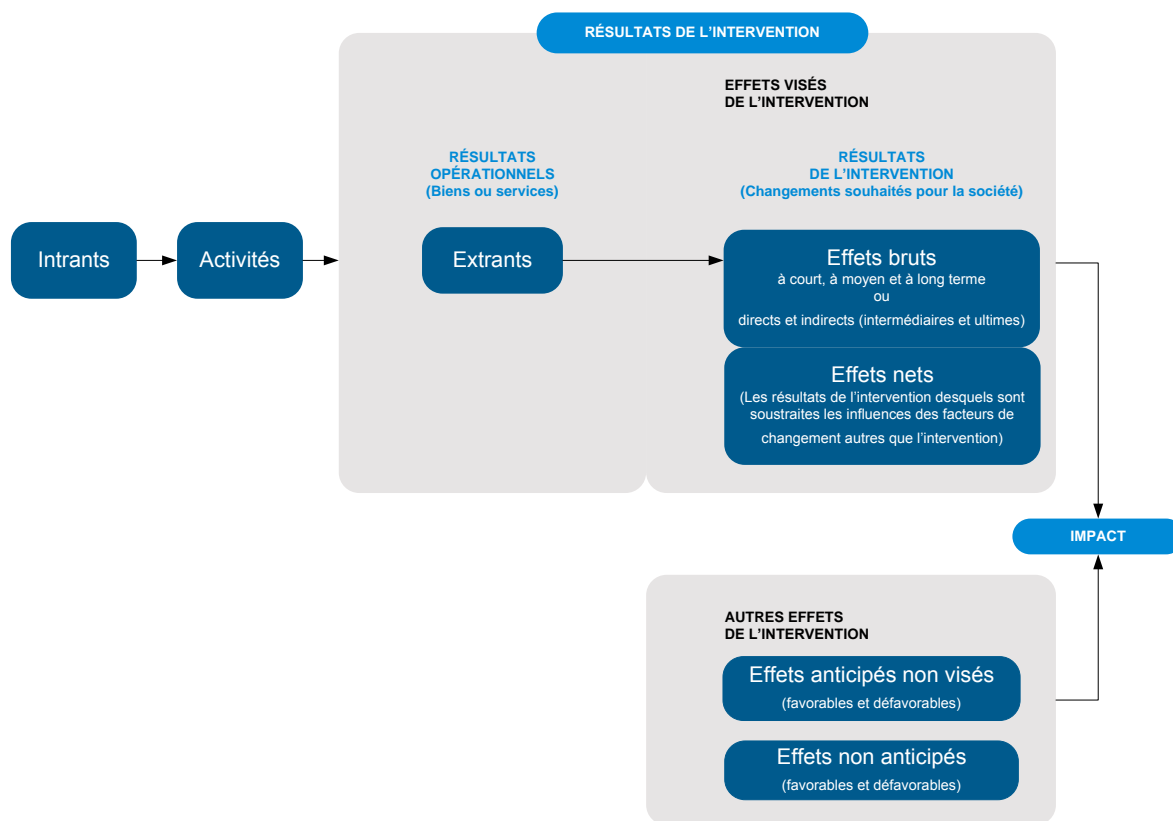 RÉSULTATS DE L’INTERVENTION
EFFETS VISÉS
DE L’INTERVENTION
RÉSULTATS
OPÉRATIONNELS
(Biens ou services)
RÉSULTATS
DE L’INTERVENTION
(Changements souhaités pour la société)
Intrants
Activités
Extrants
Effets bruts
à court, à moyen et à long terme
ou
directs et indirects (intermédiaires et ultimes)
Effets nets
(Les résultats de l’intervention desquels sont
soustraites les influences des facteurs de
changement autres que l’intervention)
IMPACT
AUTRES EFFETS
DE L’INTERVENTION
Effets anticipés non visés
(favorables et défavorables)
Effets non anticipés
(favorables et défavorables)